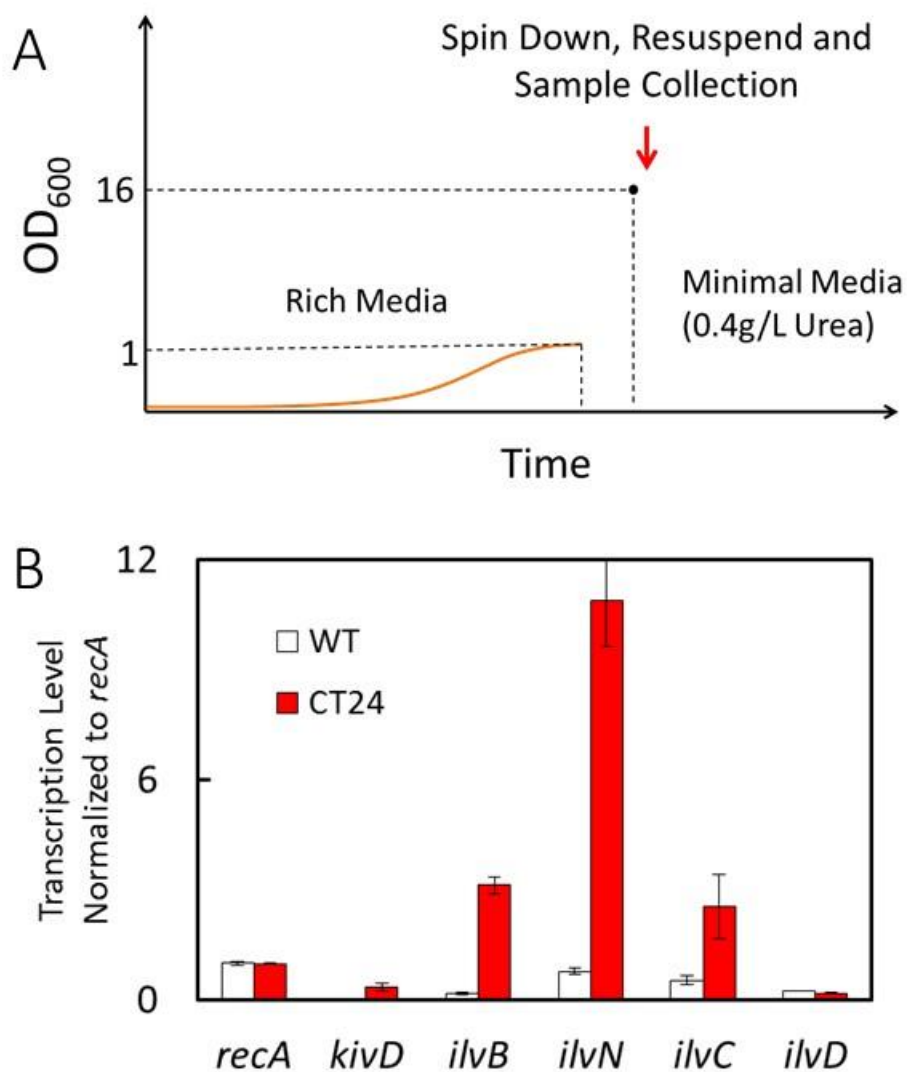 A
Spin Down, Resuspend and
Sample Collection
OD600
16
Rich Media
Minimal Media
(0.4g/L Urea)
1
Time
B
12
WT
CT24
Transcription Level
Normalized to recA
6
0
recA kivD ilvB ilvN ilvC ilvD